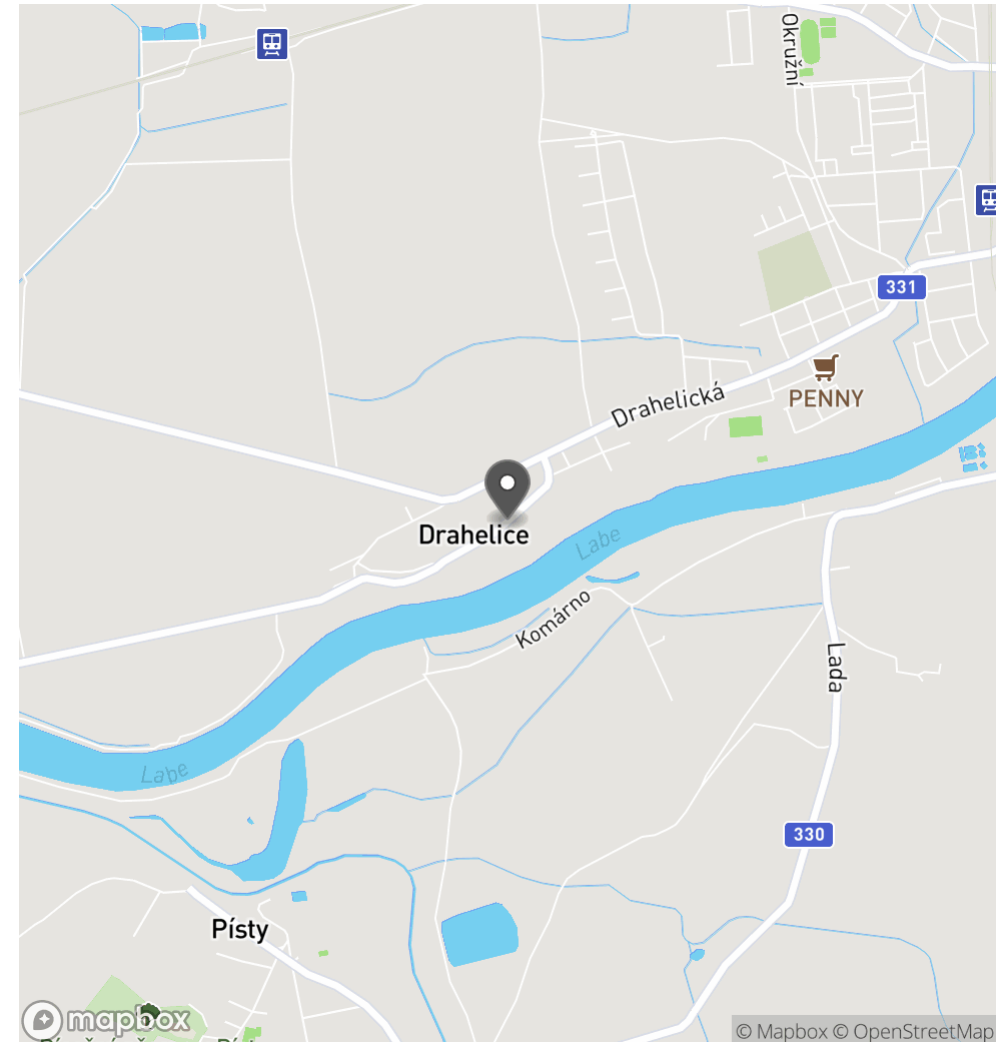 Okružní
331
PENNY
Drahelická
Drahelice
Labe
Komárno
Lada
Labe
330
Písty
mapbox
© Mapbox © OpenStreetMap